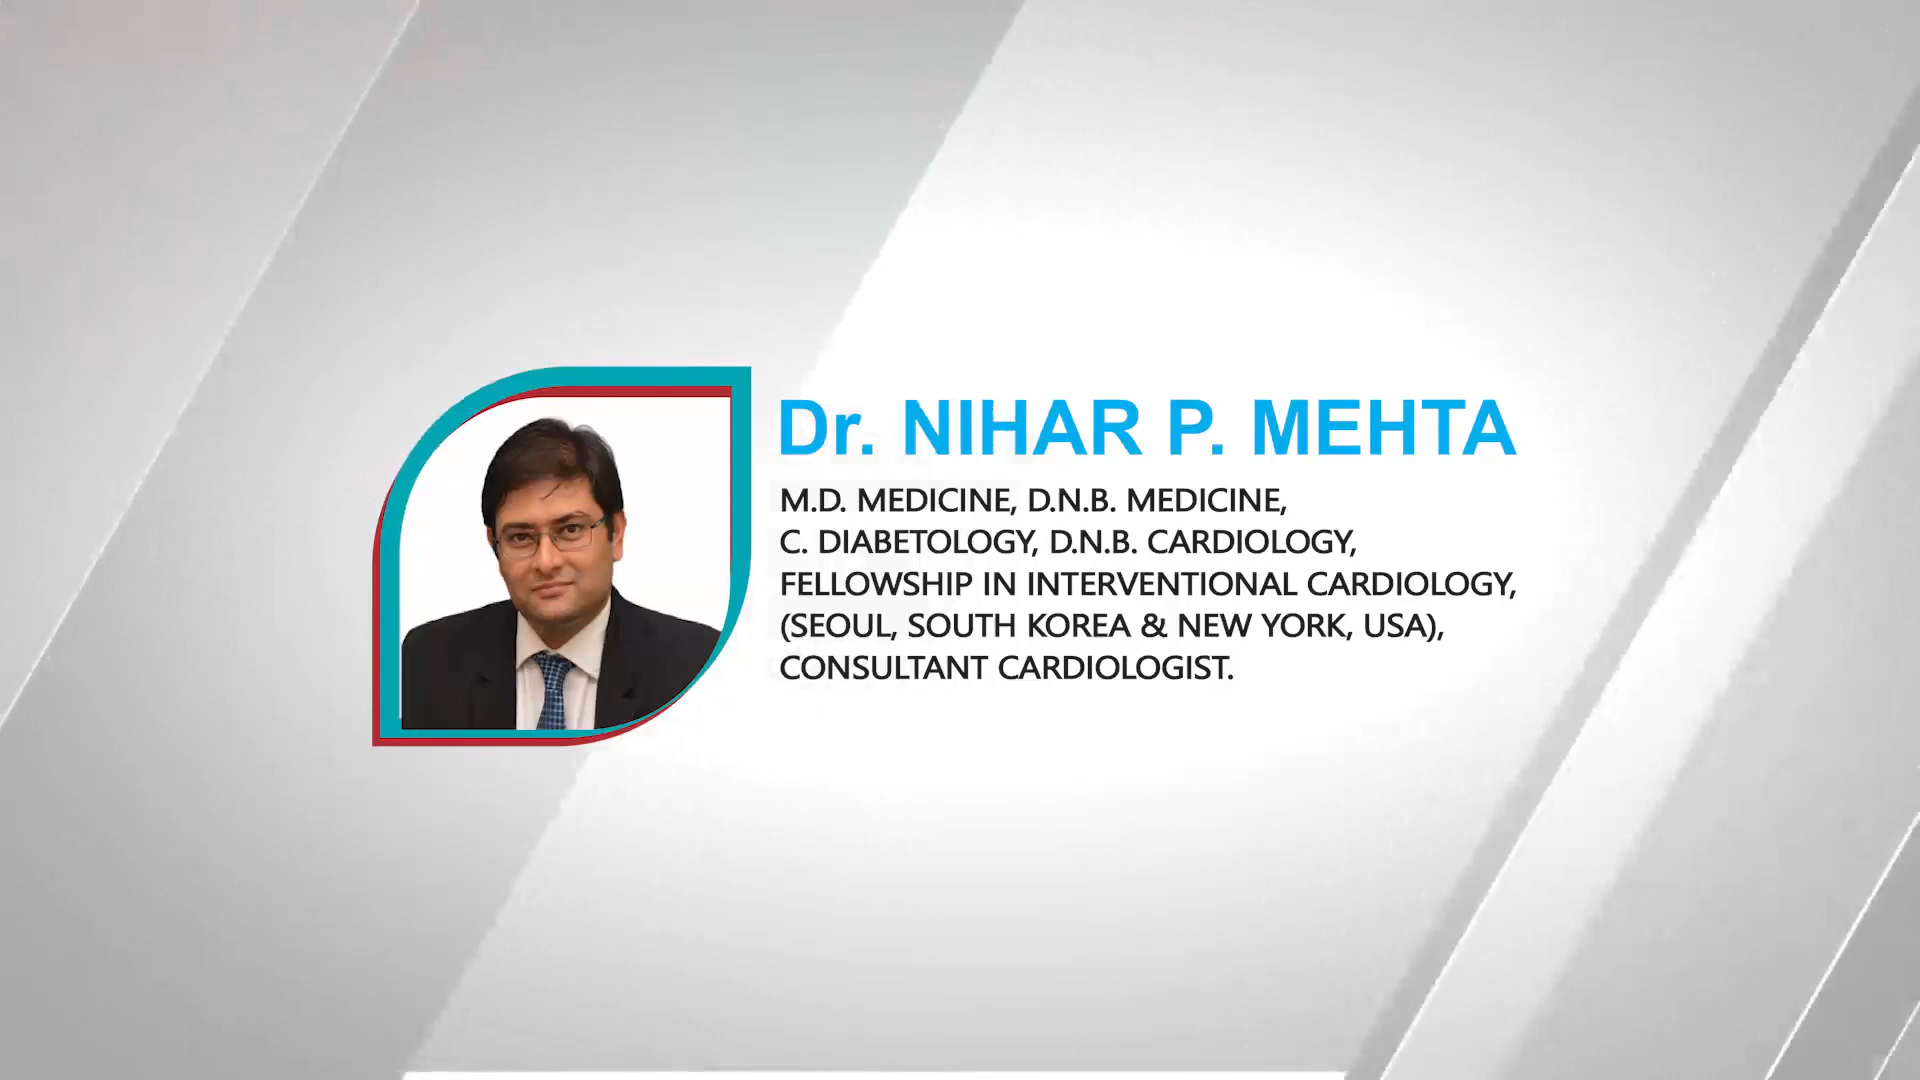 Dr. NIHAR P. MEHTA
M.D. MEDICINE, D.N.B. MEDICINE,
C. DIABETOLOGY, D.N.B. CARDIOLOGY,
FELLOWSHIP IN INTERVENTIONAL CARDIOLOGY,
(SEOUL, SOUTH KOREA & NEW YORK, USA),
CONSULTANT CARDIOLOGIST.